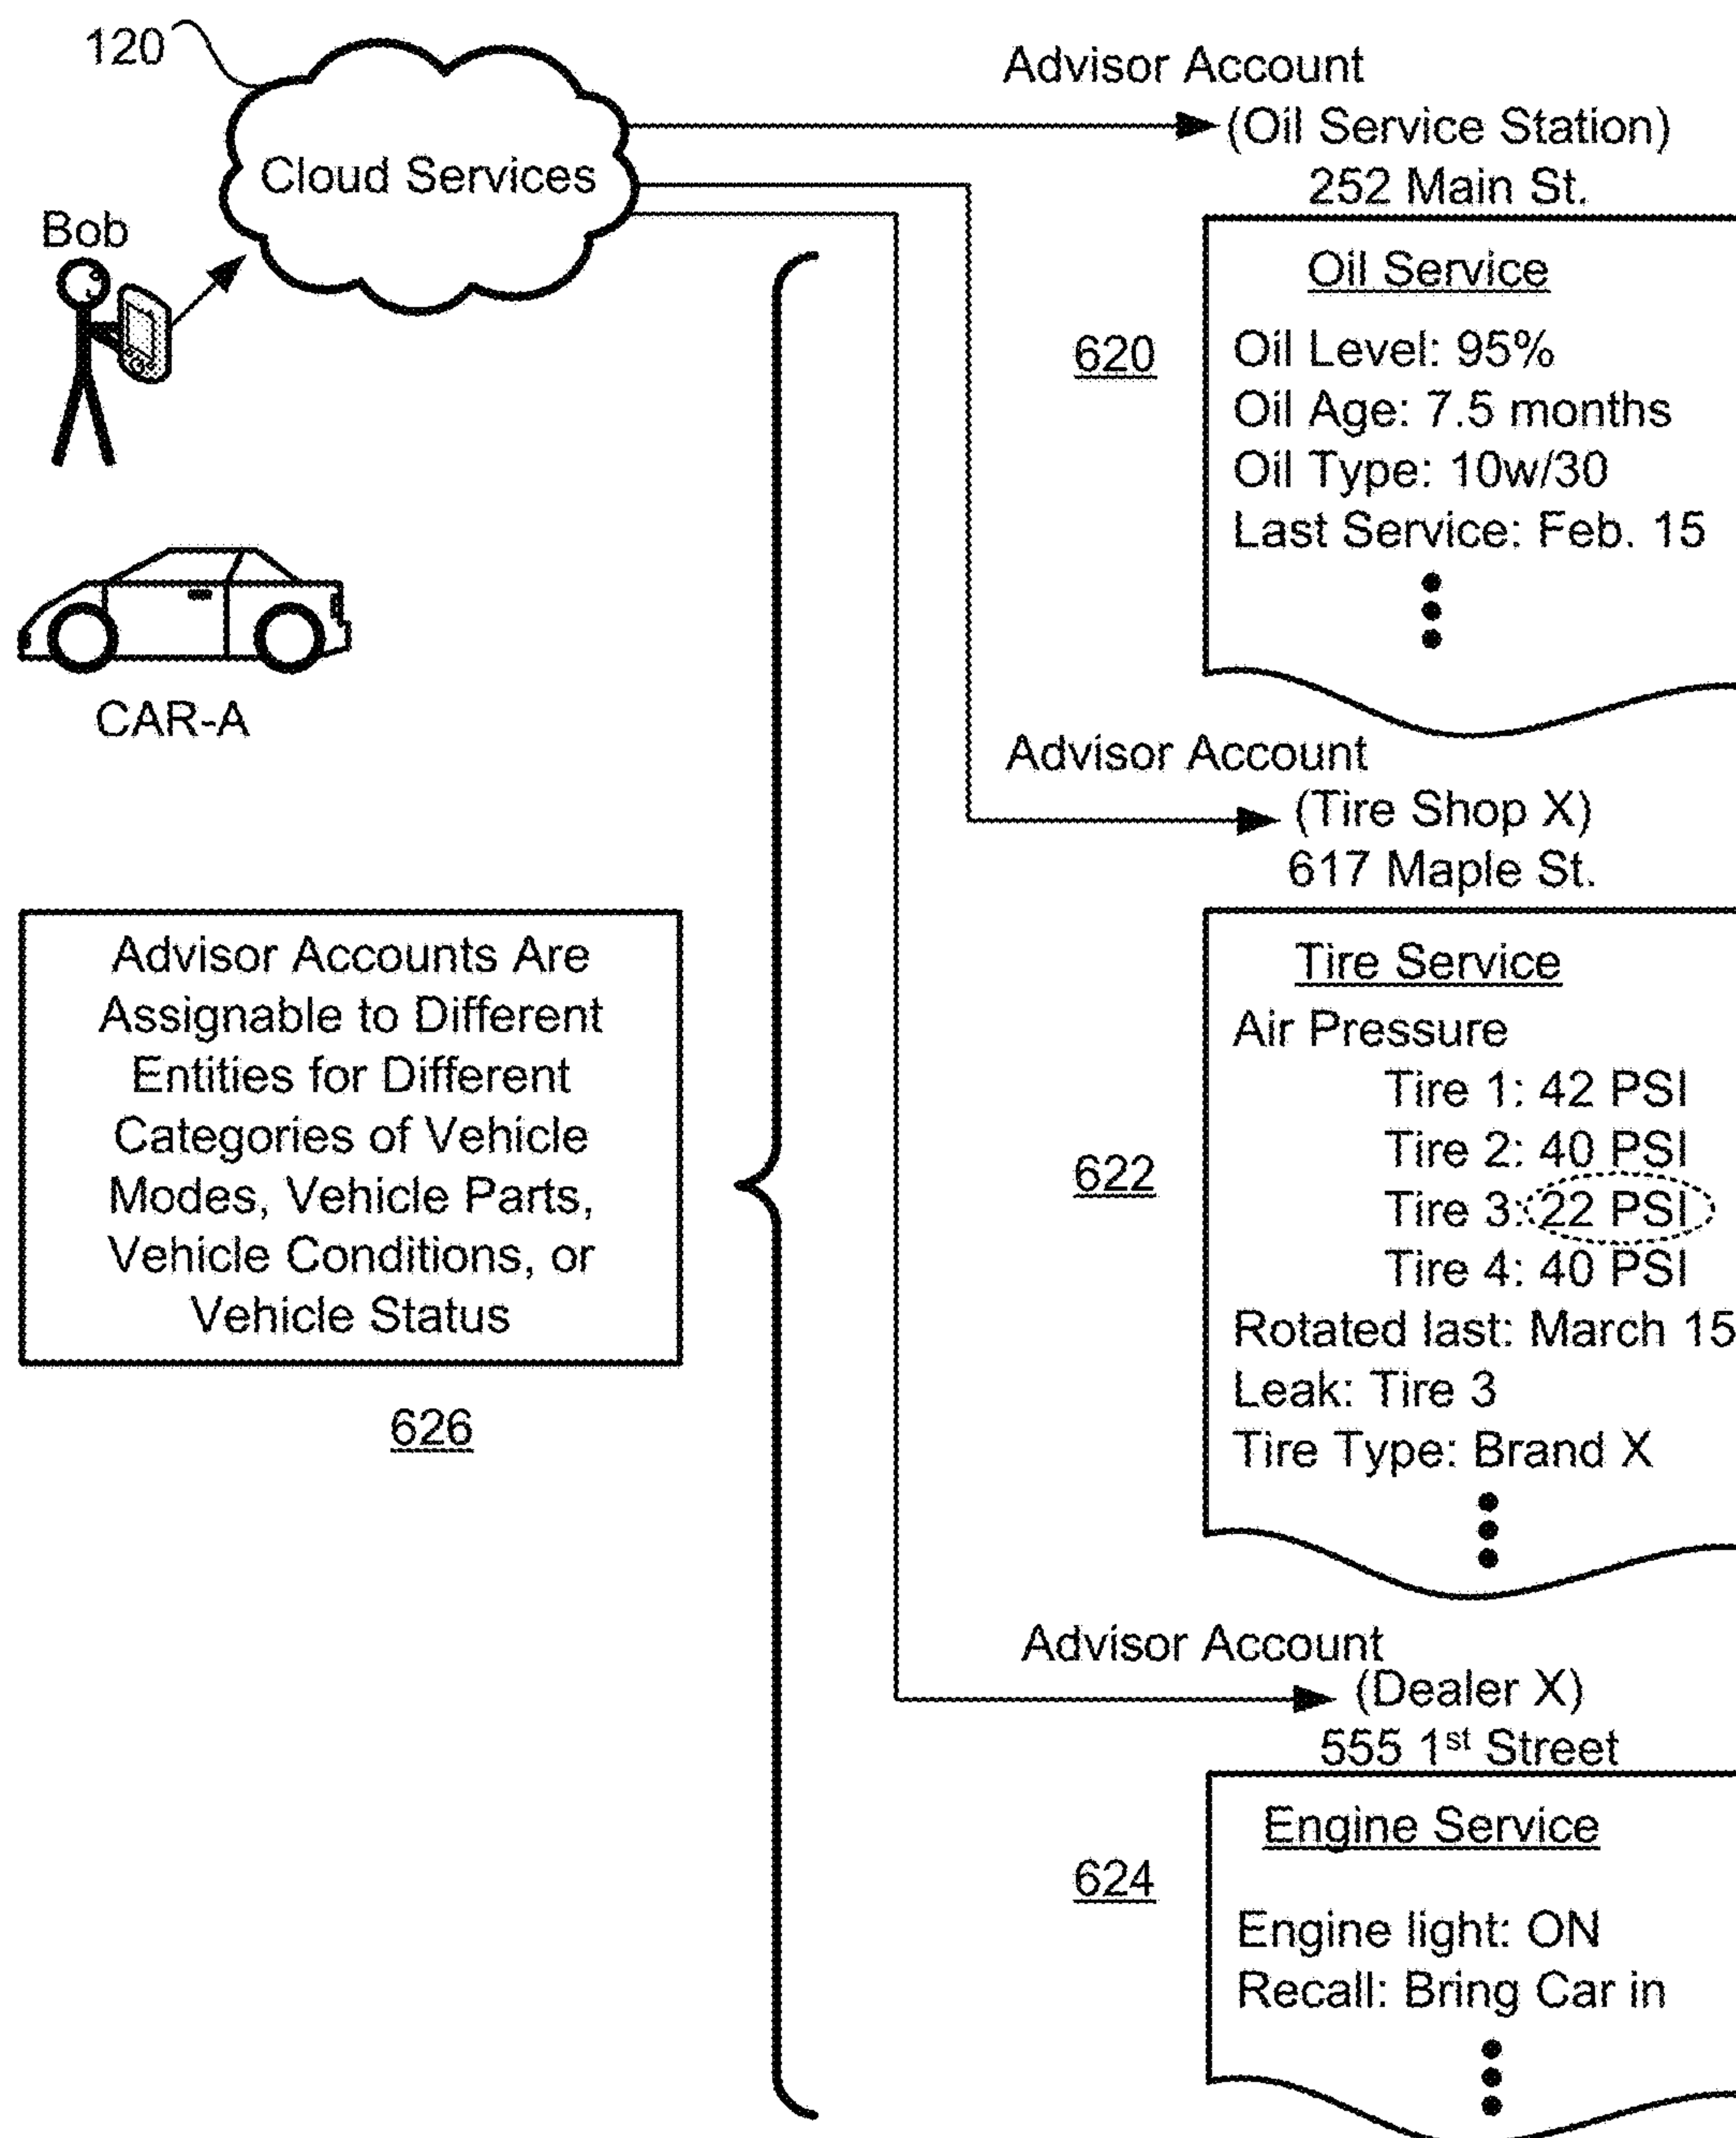 120
Cloud Services
Bob
CAR-A
Advisor Accounts Are
Assignable to Different
Entities for Different
Categories of Vehicle
Modes, Vehicle Parts,
Vehicle Conditions, or
Vehicle Status
626
Advisor Account
(Oil Service Station)
252 Main St.
620
Oil Service
Oil Level: 95%
Oil Age: 7.5 months
Oil Type: 10w/30
Last Service: Feb. 15
Advisor Account
(Tire Shop X)
617 Maple St.
622
Tire Service
Air Pressure
Tire 1: 42 PSI
Tire 2: 40 PSI
Tire 3: 22 PSI
Tire 4: 40 PSI
Rotated last: March 15
Leak: Tire 3
Tire Type: Brand X
Advisor Account
(Dealer X)
555 1st Street
624
Engine Service
Engine light: ON
Recall: Bring Car in